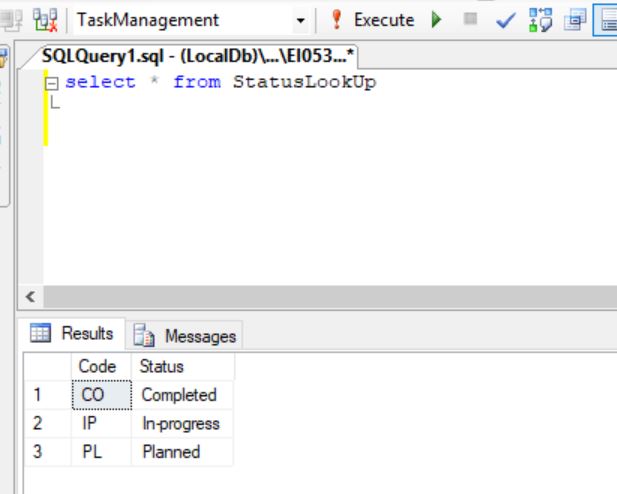 TaskManagement Execute
SQLQuery1.sql - (LocalDb)\...\EI053...*
select * from StatusLookUp
Results Messages
Code Status
1 CO Completed
2 IP In-progress
3 PL Planned